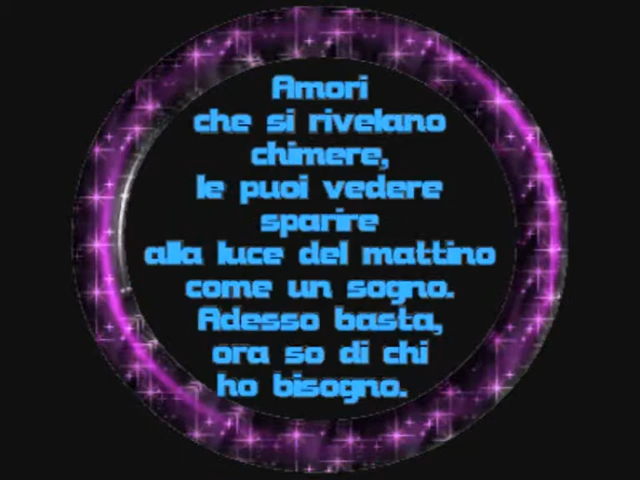 Amori
che si rivelano
chimere,
le puoi vedere
sparire
alla luce del mattino
come un sogno.
Adesso basta,
ora so di chi
ho bisogno.